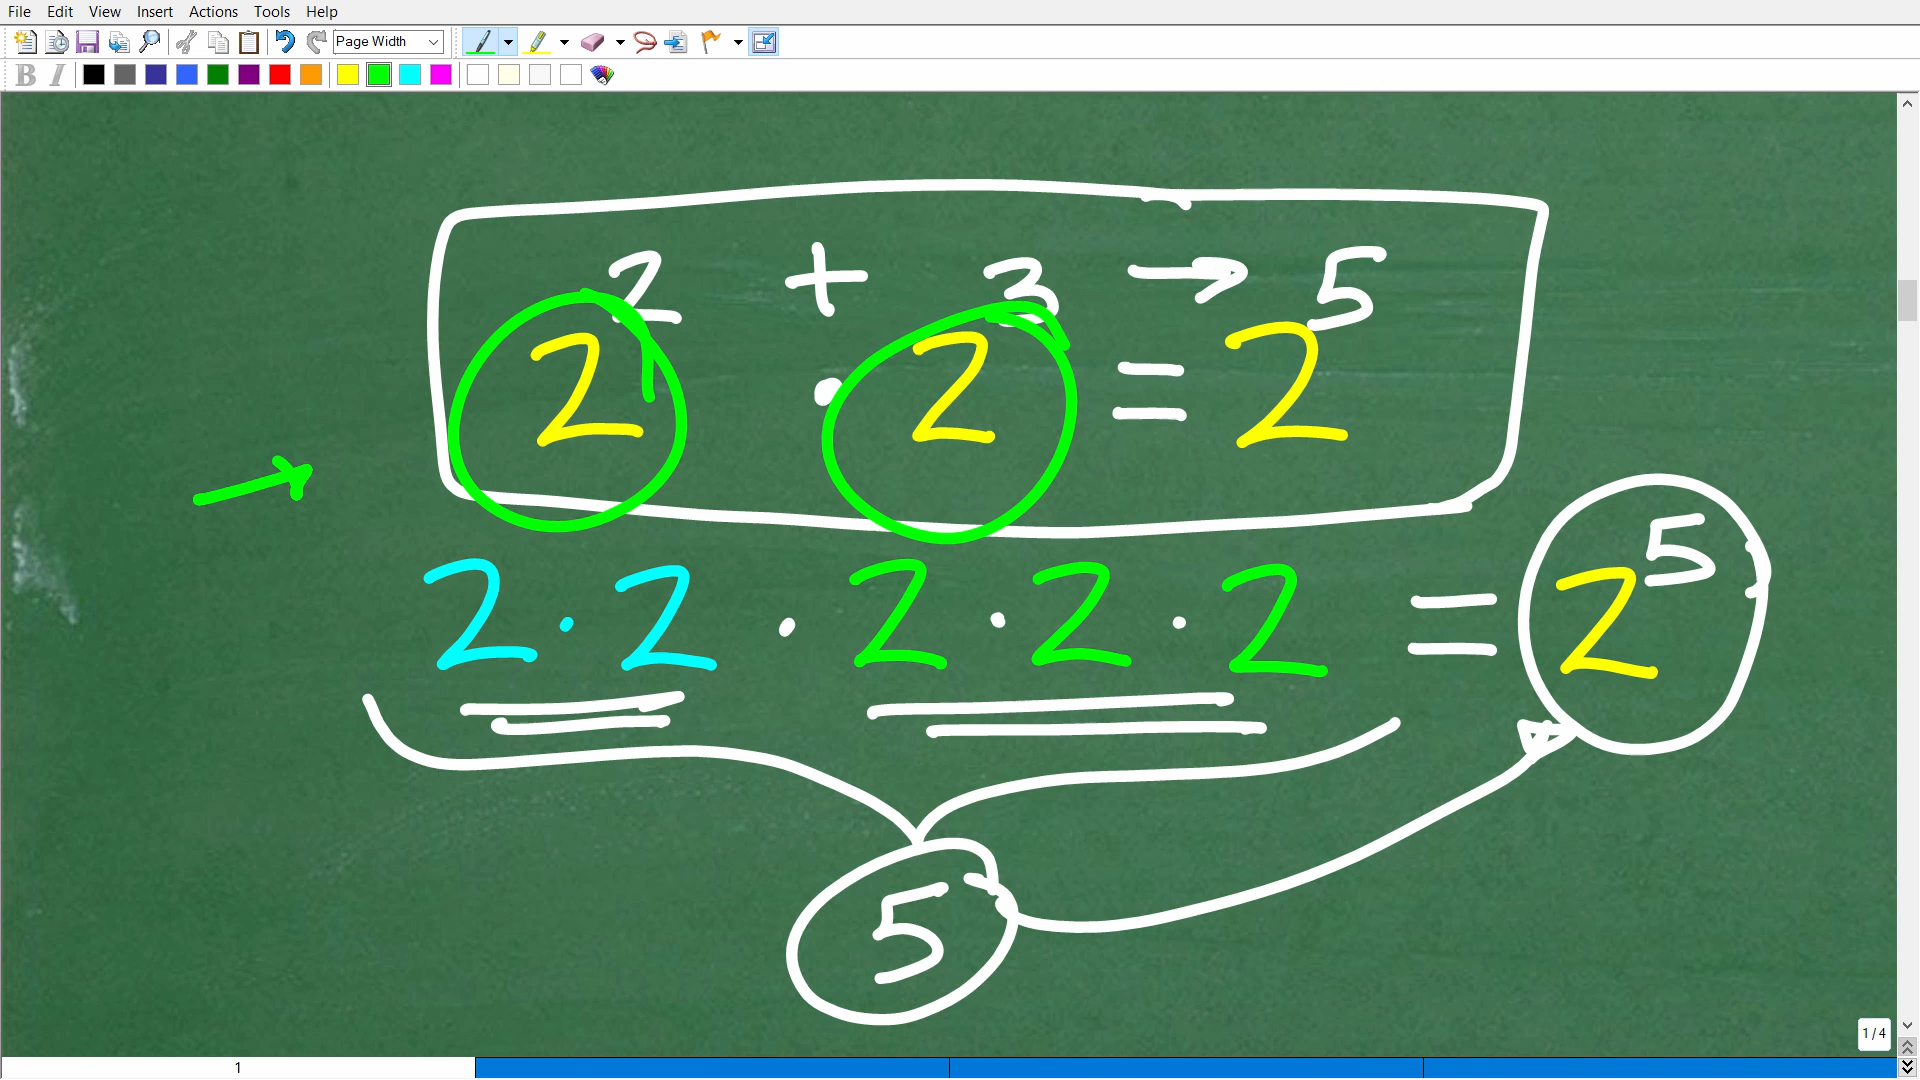 File Edit View Insert Actions Tools Help
Page Width
B I
2 + 3 → 5
2 · 2 = 2
2 · 2 · 2 · 2 · 2 = 2⁵
5
1 / 4
1